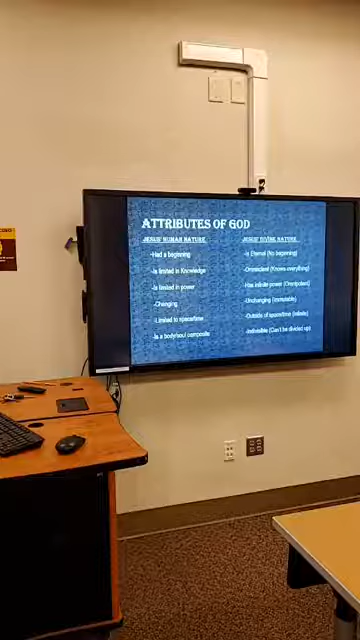 ATTRIBUTES OF GOD
JESUS' HUMAN NATURE
-Had a beginning
-Is limited in Knowledge
-Is limited in power
-Changing
-Limited to space/time
-Is a body/soul composite
JESUS' DIVINE NATURE
-Is Eternal (No beginning)
-Omnicient (Knows everything)
-Has infinite power (Omnipotent)
-Unchanging (Immutable)
-Outside of space/time
-Indivisible (Can't be divided up)